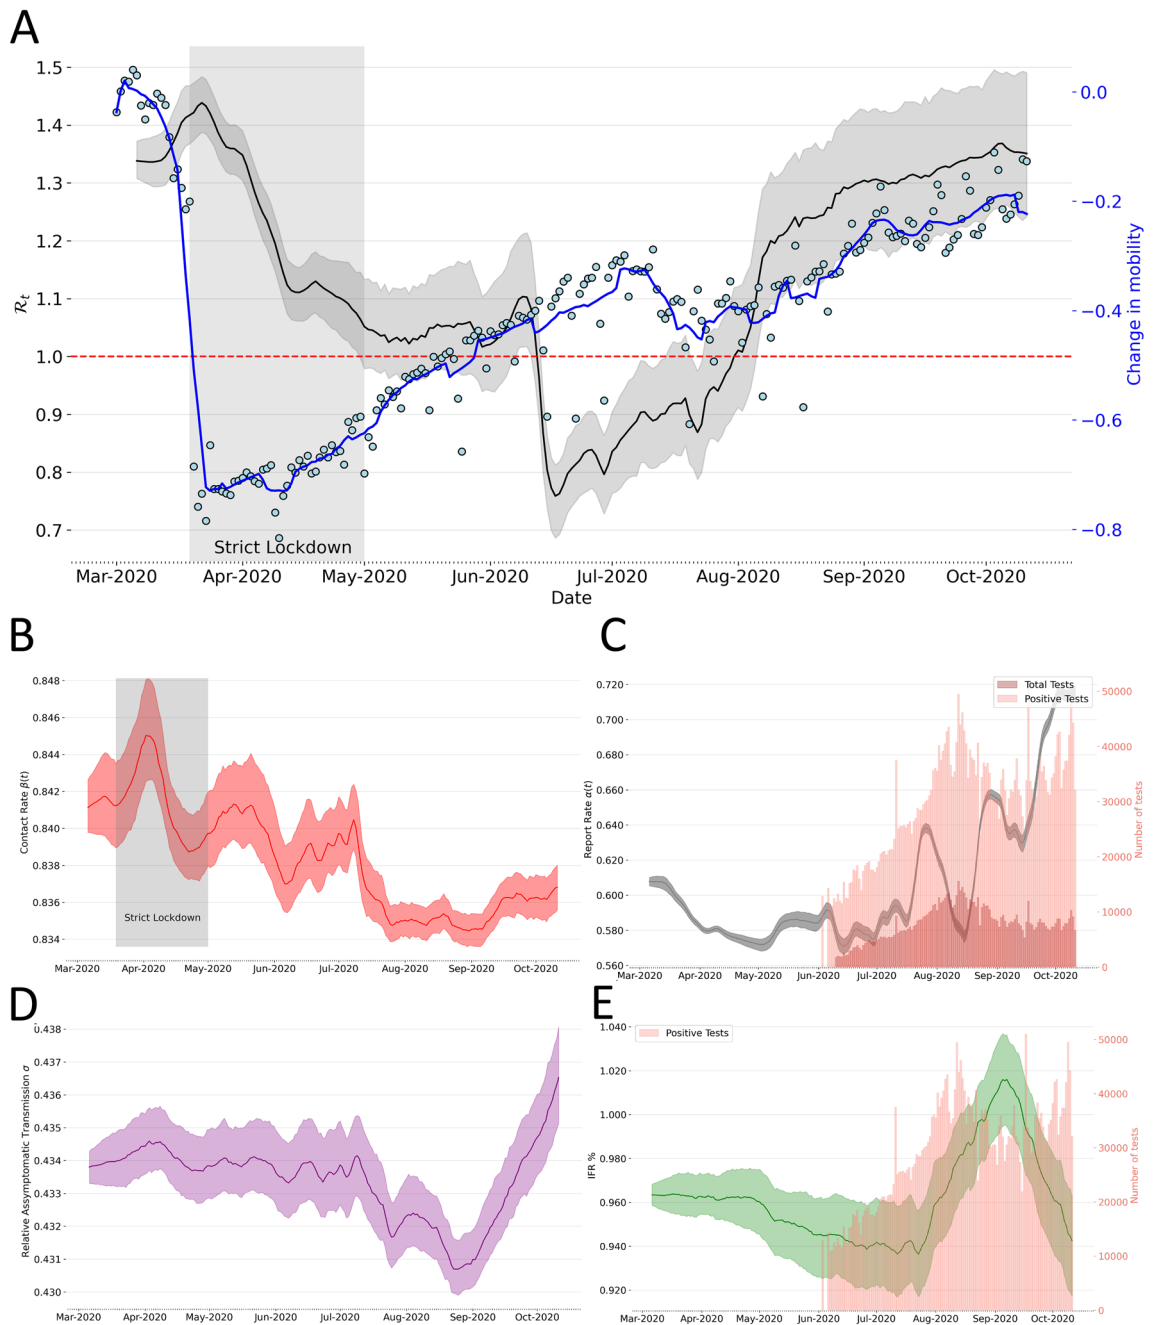 A
1.5
1.4
1.3
1.2
1.1
1.0
0.9
0.8
0.7
ℛt
0.0
−0.2
−0.4
−0.6
−0.8
Change in mobility
Strict Lockdown
Mar-2020 Apr-2020 May-2020 Jun-2020 Jul-2020 Aug-2020 Sep-2020 Oct-2020
Date
B
0.848
0.846
0.844
0.842
0.840
0.838
0.836
0.834
Contact Rate β(t)
Strict Lockdown
Mar-2020 Apr-2020 May-2020 Jun-2020 Jul-2020 Aug-2020 Sep-2020 Oct-2020
C
0.720
0.700
0.680
0.660
0.640
0.620
0.600
0.580
0.560
Report Rate α(t)
Total Tests
Positive Tests
50000
40000
30000
20000
10000
0
Number of tests
Mar-2020 Apr-2020 May-2020 Jun-2020 Jul-2020 Aug-2020 Sep-2020 Oct-2020
D
0.438
0.437
0.436
0.435
0.434
0.433
0.432
0.431
0.430
Relative Assymptomatic Transmission σ
Mar-2020 Apr-2020 May-2020 Jun-2020 Jul-2020 Aug-2020 Sep-2020 Oct-2020
E
1.040
1.020
1.000
0.980
0.960
0.940
0.920
IFR %
Positive Tests
50000
40000
30000
20000
10000
0
Number of tests
Mar-2020 Apr-2020 May-2020 Jun-2020 Jul-2020 Aug-2020 Sep-2020 Oct-2020